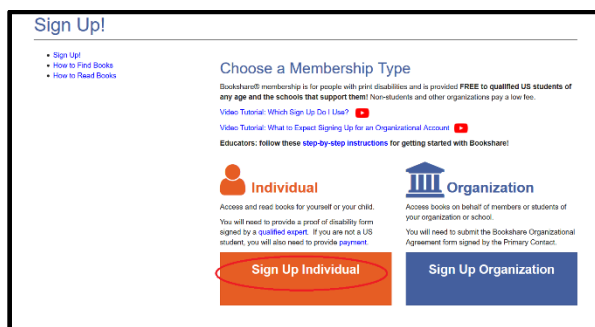 Sign Up!
Sign Up!
How to Find Books
How to Read Books
Choose a Membership Type
Bookshare® membership is for people with print disabilities and is provided FREE to qualified US students of
any age and the schools that support them! Non-students and other organizations pay a low fee.
Video Tutorial: Which Sign Up Do I Use?
Video Tutorial: What to Expect Signing Up for an Organizational Account
Educators: follow these step-by-step instructions for getting started with Bookshare!
Individual
Access and read books for yourself or your child.
You will need to provide a proof of disability form
signed by a qualified expert. If you are not a US
student, you will also need to provide payment.
Sign Up Individual
Organization
Access books on behalf of members or students of
your organization or school.
You will need to submit the Bookshare Organizational
Agreement form signed by the Primary Contact.
Sign Up Organization